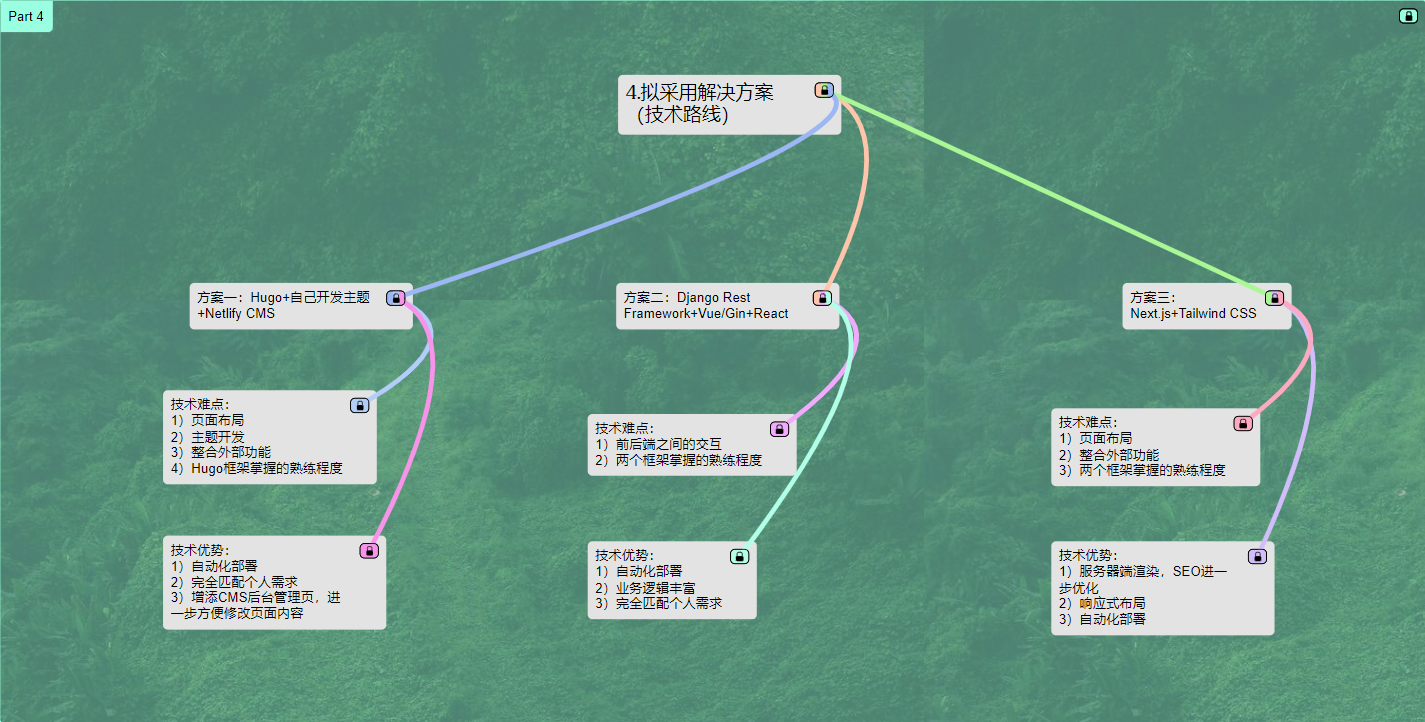 Part 4
4.拟采用解决方案
（技术路线）
方案一：Hugo+自己开发主题
+Netlify CMS
方案二：Django Rest
Framework+Vue/Gin+React
方案三：
Next.js+Tailwind CSS
技术难点：
1）页面布局
2）主题开发
3）整合外部功能
4）Hugo框架掌握的熟练程度
技术难点：
1）前后端之间的交互
2）两个框架掌握的熟练程度
技术难点：
1）页面布局
2）整合外部功能
3）两个框架掌握的熟练程度
技术优势：
1）自动化部署
2）完全匹配个人需求
3）增添CMS后台管理页，进
一步方便修改页面内容
技术优势：
1）自动化部署
2）业务逻辑丰富
3）完全匹配个人需求
技术优势：
1）服务器端渲染，SEO进一
步优化
2）响应式布局
3）自动化部署